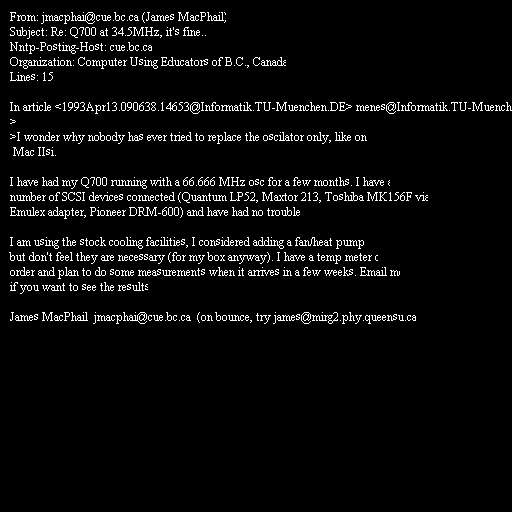 From: jmacphai@cue.bc.ca (James MacPhail)
Subject: Re: Q700 at 34.5MHz, it's fine..
Nntp-Posting-Host: cue.bc.ca
Organization: Computer Using Educators of B.C., Canada
Lines: 15

In article <1993Apr13.090638.14653@Informatik.TU-Muenchen.DE> menes@Informatik.TU-Muench
>
>I wonder why nobody has ever tried to replace the oscilator only, like on
Mac IIsi.

I have had my Q700 running with a 66.666 MHz osc for a few months. I have a
number of SCSI devices connected (Quantum LP52, Maxtor 213, Toshiba MK156F via
Emulex adapter, Pioneer DRM-600) and have had no trouble

I am using the stock cooling facilities, I considered adding a fan/heat pump
but don't feel they are necessary (for my box anyway). I have a temp meter
order and plan to do some measurements when it arrives in a few weeks. Email
if you want to see the results

James MacPhail jmacphai@cue.bc.ca (on bounce, try james@mirg2.phy.queensu.ca